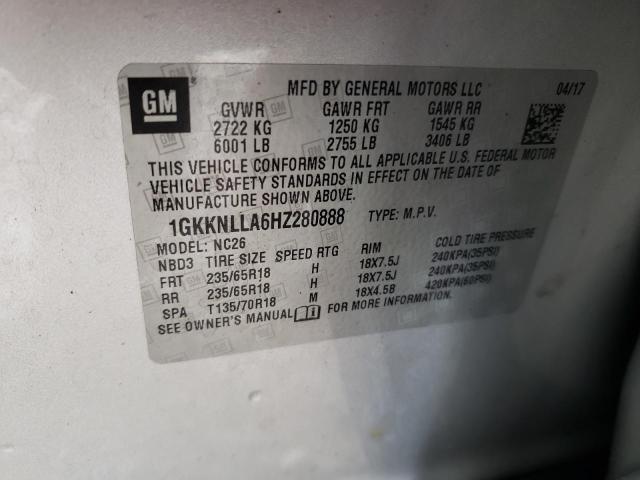 GM
MFD BY GENERAL MOTORS LLC 04/17
GVWR GAWR FRT GAWR RR
2722 KG 1250 KG 1545 KG
6001 LB 2755 LB 3406 LB
THIS VEHICLE CONFORMS TO ALL APPLICABLE U.S. FEDERAL MOTOR
VEHICLE SAFETY STANDARDS IN EFFECT ON THE DATE OF
MANUFACTURE SHOWN ABOVE.
1GKKNLLA6HZ280888 TYPE: M.P.V.
MODEL: NC26
NBD3 TIRE SIZE SPEED RTG RIM COLD TIRE PRESSURE
FRT 235/65R18 H 18X7.5J 240KPA(35PSI)
RR 235/65R18 H 18X7.5J 240KPA(35PSI)
SPA T135/70R18 M 18X4.5B 420KPA(60PSI)
SEE OWNER'S MANUAL FOR MORE INFORMATION.